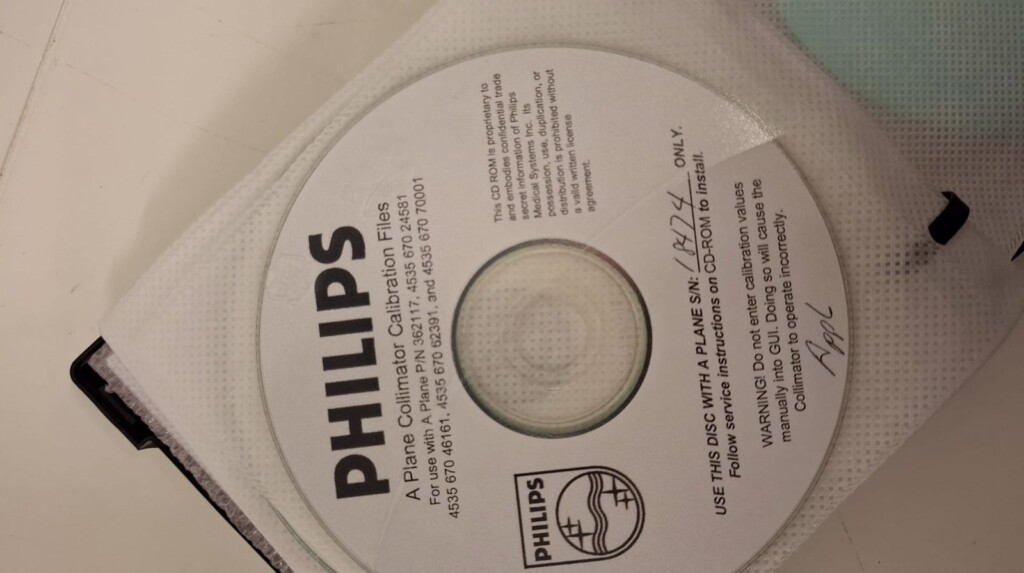 PHILIPS
A Plane Collimator Calibration Files
For use with A Plane P/N 362117, 4535 670 24581
4535 670 46161, 4535 670 62391, and 4535 670 70001
This CD ROM is proprietary to
and embodies confidential trade
secret information of Philips
Medical Systems Inc. Its
possession, use, duplication, or
distribution is prohibited without
a valid written license
agreement.
PHILIPS
USE THIS DISC WITH A PLANE S/N: ONLY.
Follow service instructions on CD-ROM to Install.
WARNING! Do not enter calibration values
manually into GUI. Doing so will cause the
Collimator to operate incorrectly.